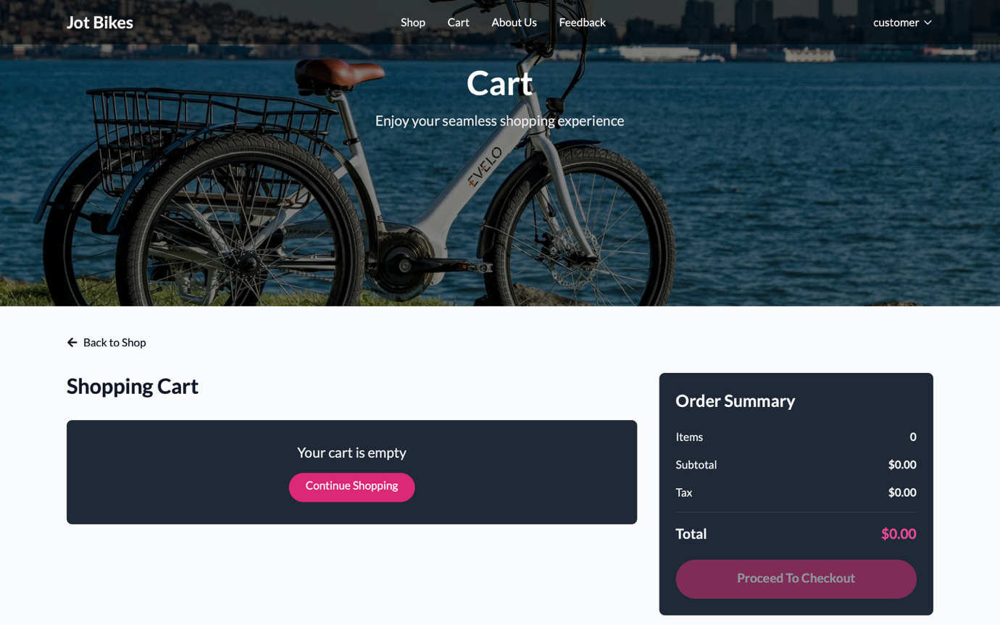 Jot Bikes
Shop Cart About Us Feedback
customer
Cart
Enjoy your seamless shopping experience
EVELO
Back to Shop
Shopping Cart
Your cart is empty
Continue Shopping
Order Summary
Items 0
Subtotal $0.00
Tax $0.00
Total $0.00
Proceed To Checkout